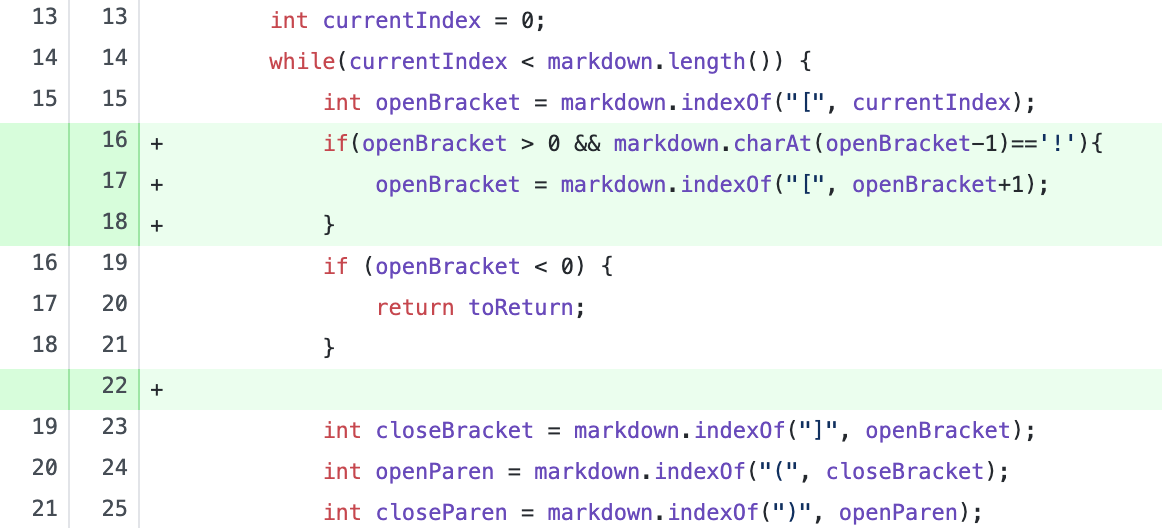 13 13 int currentIndex = 0;
14 14 while(currentIndex < markdown.length()) {
15 15 int openBracket = markdown.indexOf("[", currentIndex);
16 + if(openBracket > 0 && markdown.charAt(openBracket-1)=='!'){
17 + openBracket = markdown.indexOf("[", openBracket+1);
18 + }
16 19 if (openBracket < 0) {
17 20 return toReturn;
18 21 }
22 +
19 23 int closeBracket = markdown.indexOf("]", openBracket);
20 24 int openParen = markdown.indexOf("(", closeBracket);
21 25 int closeParen = markdown.indexOf(")", openParen);